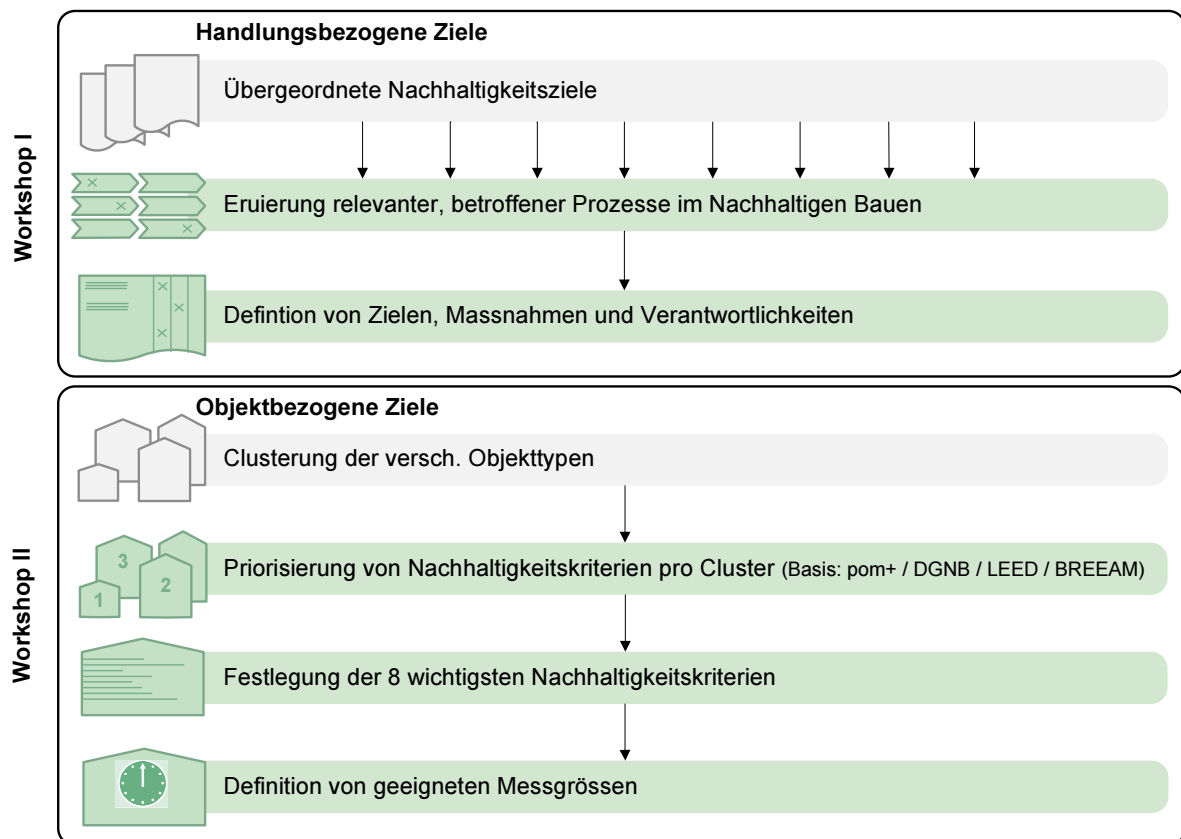 Workshop I
Handlungsbezogene Ziele
Übergeordnete Nachhaltigkeitsziele
Eruierung relevanter, betroffener Prozesse im Nachhaltigen Bauen
Defintion von Zielen, Massnahmen und Verantwortlichkeiten
Workshop II
Objektbezogene Ziele
Clusterung der versch. Objekttypen
3
2
1
Priorisierung von Nachhaltigkeitskriterien pro Cluster (Basis: pom+ / DGNB / LEED / BREEAM)
Festlegung der 8 wichtigsten Nachhaltigkeitskriterien
Definition von geeigneten Messgrössen